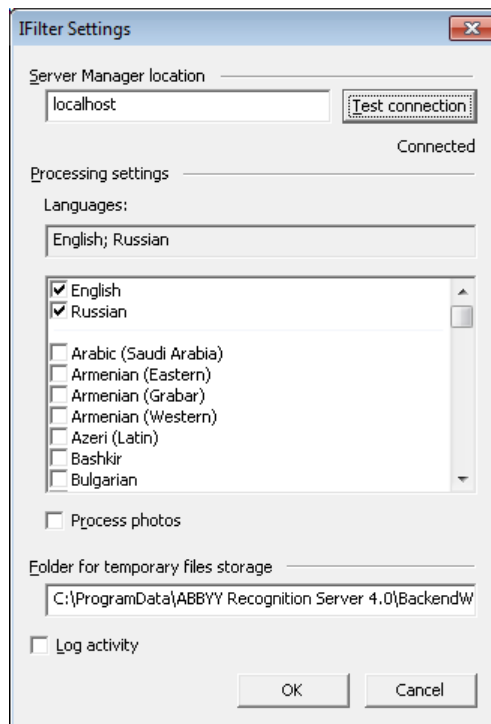 IFilter Settings
Server Manager location
localhost
Test connection
Connected
Processing settings
Languages:
English; Russian
English
Russian
Arabic (Saudi Arabia)
Armenian (Eastern)
Armenian (Grabar)
Armenian (Western)
Azeri (Latin)
Bashkir
Bulgarian
Process photos
Folder for temporary files storage
C:\ProgramData\ABBYY Recognition Server 4.0\BackendW
Log activity
OK
Cancel